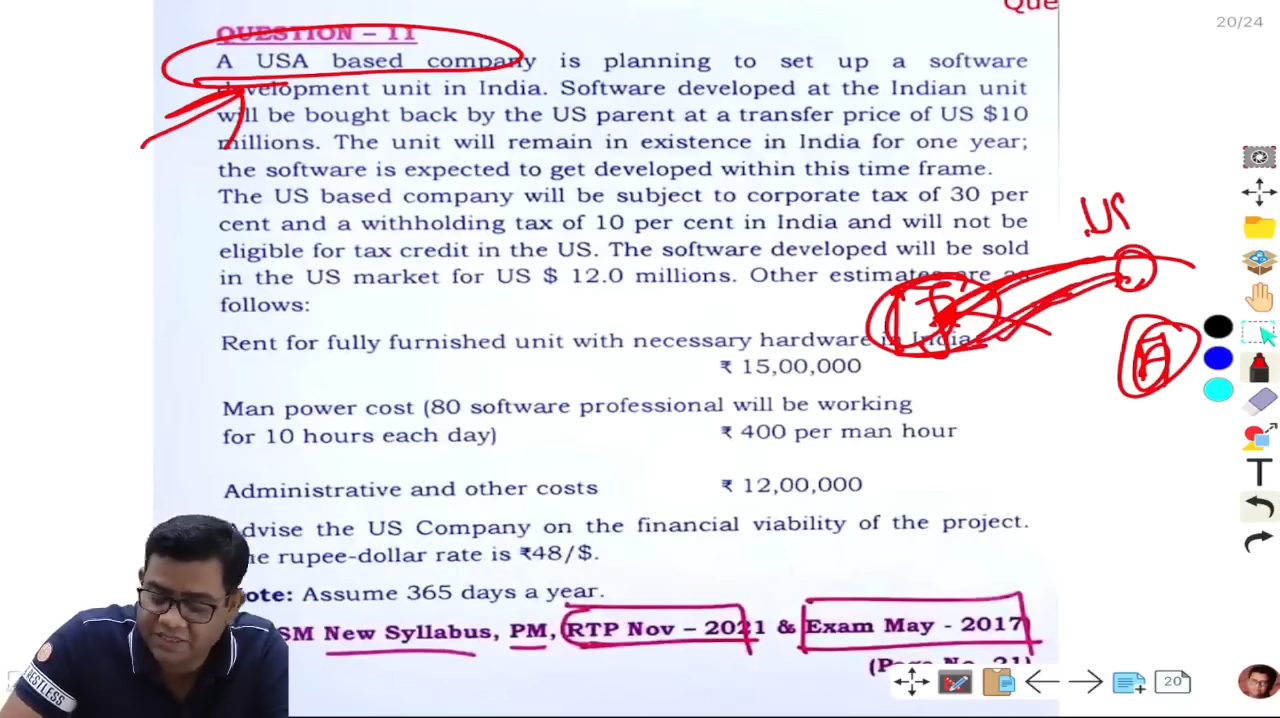 Que
20/24
QUESTION - 11
A USA based company is planning to set up a software
development unit in India. Software developed at the Indian unit
will be bought back by the US parent at a transfer price of US $10
millions. The unit will remain in existence in India for one year;
the software is expected to get developed within this time frame.
The US based company will be subject to corporate tax of 30 per
cent and a withholding tax of 10 per cent in India and will not be
eligible for tax credit in the US. The software developed will be sold
in the US market for US $ 12.0 millions. Other estimates are as
follows:
US
Rent for fully furnished unit with necessary hardware in India
₹ 15,00,000
Man power cost (80 software professional will be working
for 10 hours each day) ₹ 400 per man hour
Administrative and other costs ₹ 12,00,000
Advise the US Company on the financial viability of the project.
The rupee-dollar rate is ₹48/$.
Note: Assume 365 days a year.
SM New Syllabus, PM, RTP Nov - 2021 & Exam May - 2017
(Page No. 21)
T
20
RESTLESS